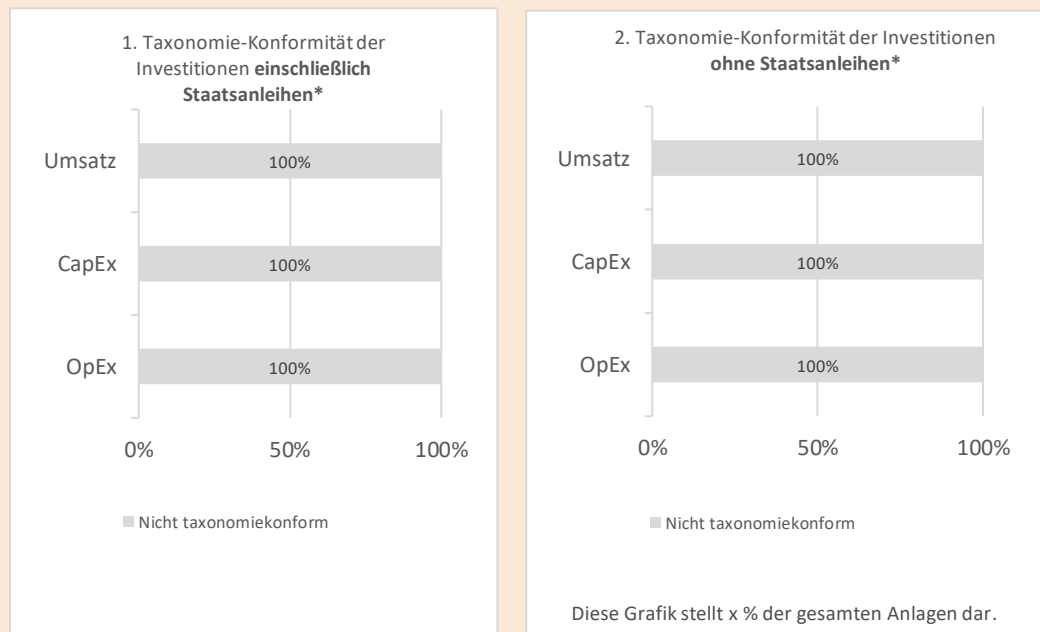 1. Taxonomie-Konformität der
Investitionen einschließlich
Staatsanleihen*
Umsatz
100%
CapEx
100%
OpEx
100%
0% 50% 100%
Nicht taxonomiekonform
2. Taxonomie-Konformität der Investitionen
ohne Staatsanleihen*
Umsatz
100%
CapEx
100%
OpEx
100%
0% 50% 100%
Nicht taxonomiekonform
Diese Grafik stellt x % der gesamten Anlagen dar.